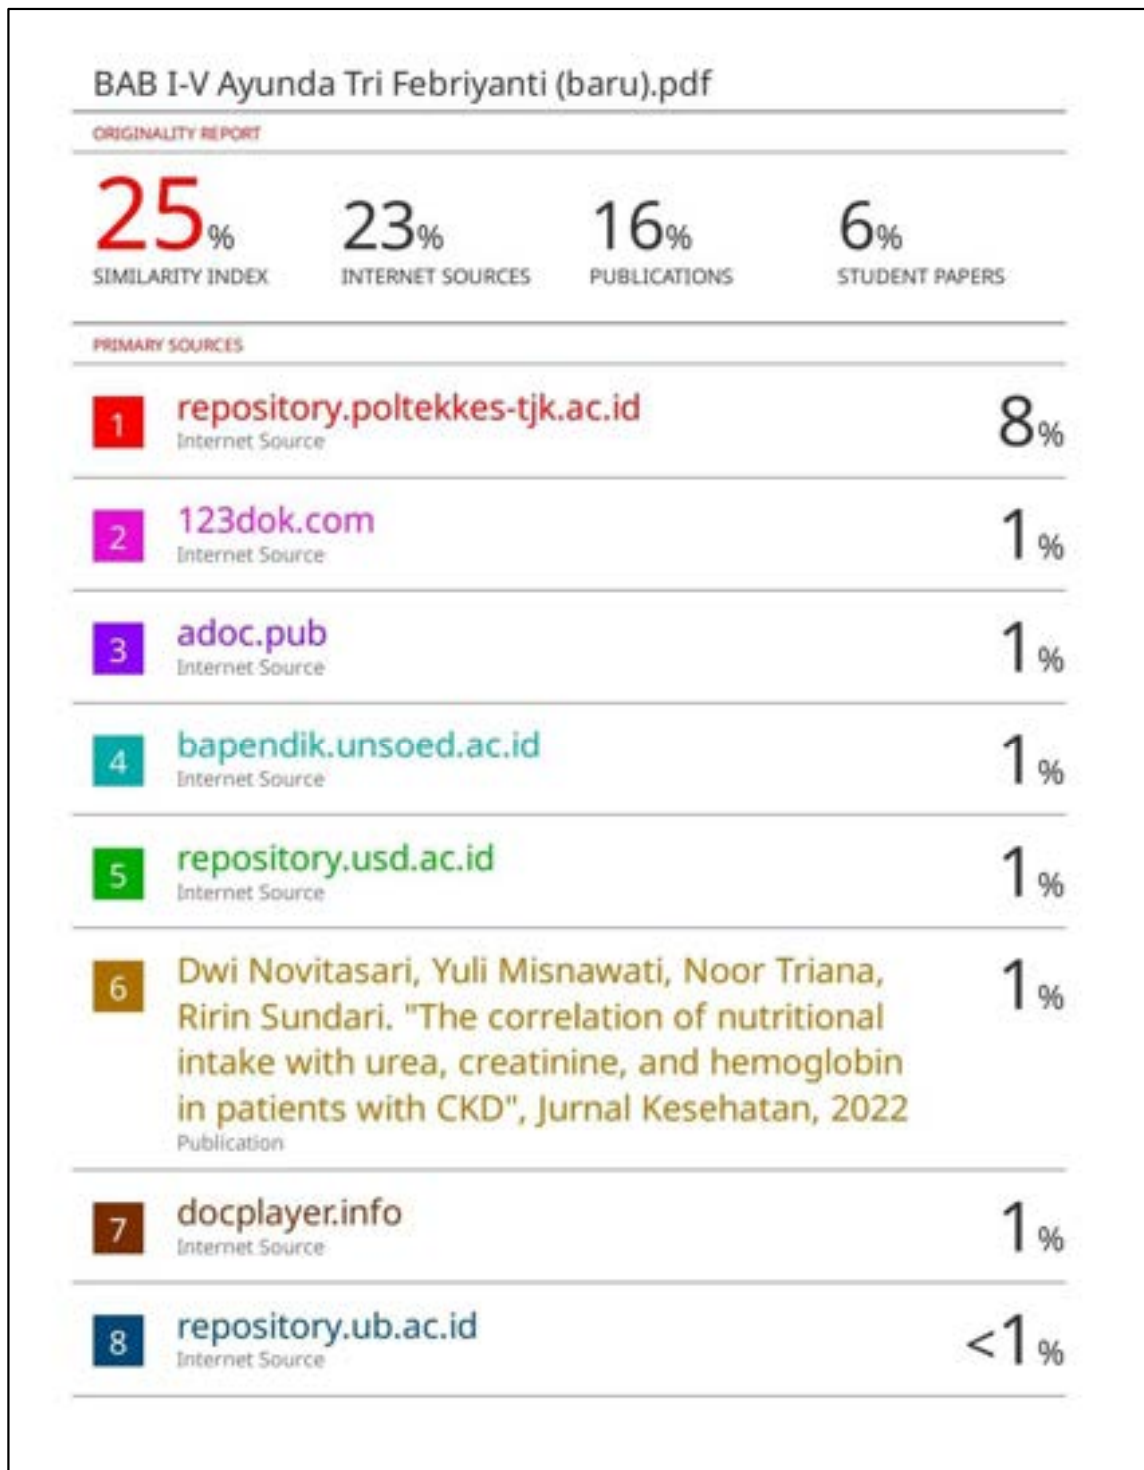 BAB I-V Ayunda Tri Febriyanti (baru).pdf
ORIGINALITY REPORT
25% 23% 16% 6%
SIMILARITY INDEX INTERNET SOURCES PUBLICATIONS STUDENT PAPERS
PRIMARY SOURCES
1 repository.poltekkes-tjk.ac.id 8%
Internet Source
2 123dok.com 1%
Internet Source
3 adoc.pub 1%
Internet Source
4 bapendik.unsoed.ac.id 1%
Internet Source
5 repository.usd.ac.id 1%
Internet Source
6 Dwi Novitasari, Yuli Misnawati, Noor Triana, 1%
Ririn Sundari. "The correlation of nutritional
intake with urea, creatinine, and hemoglobin
in patients with CKD", Jurnal Kesehatan, 2022
Publication
7 docplayer.info 1%
Internet Source
8 repository.ub.ac.id <1%
Internet Source